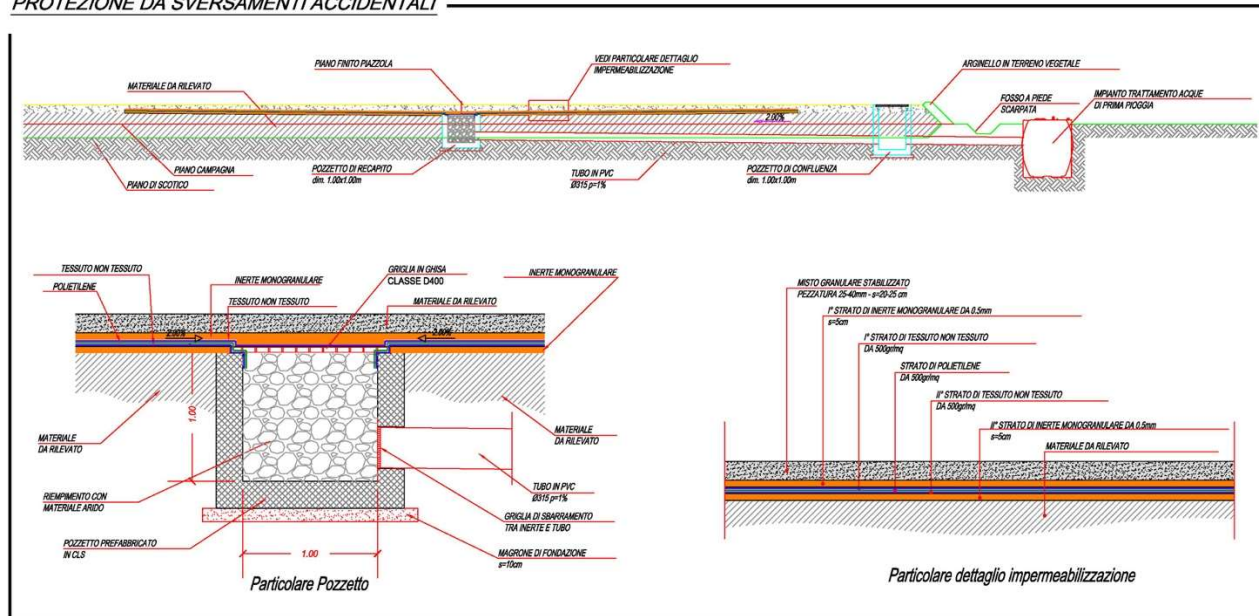 PROTEZIONE DA SVERSAMENTI ACCIDENTALI
PIANO FINITO PIAZZOLA
VEDI PARTICOLARE DETTAGLIO
IMPERMEABILIZZAZIONE
ARGINELLO IN TERRENO VEGETALE
MATERIALE DA RILEVATO
FOSSO A PIEDE
SCARPATA
IMPIANTO TRATTAMENTO ACQUE
DI PRIMA PIOGGIA
2.00%
PIANO CAMPAGNA
PIANO DI SCOTICO
POZZETTO DI RECAPITO
dim. 1.00x1.00m
TUBO IN PVC
Ø315 p=1%
POZZETTO DI CONFLUENZA
dim. 1.00x1.00m
TESSUTO NON TESSUTO
POLIETILENE
INERTE MONOGRANULARE
TESSUTO NON TESSUTO
GRIGLIA IN GHISA
CLASSE D400
MATERIALE DA RILEVATO
INERTE MONOGRANULARE
2.00%
2.00%
1.00
MATERIALE
DA RILEVATO
MATERIALE
DA RILEVATO
RIEMPIMENTO CON
MATERIALE ARIDO
TUBO IN PVC
Ø315 p=1%
GRIGLIA DI SBARRAMENTO
TRA INERTE E TUBO
POZZETTO PREFABBRICATO
IN CLS
1.00
MAGRONE DI FONDAZIONE
s=10cm
Particolare Pozzetto
MISTO GRANULARE STABILIZZATO
PEZZATURA 25-40mm - s=20-25 cm
I° STRATO DI INERTE MONOGRANULARE DA 0.5mm
s=5cm
I° STRATO DI TESSUTO NON TESSUTO
DA 500gr/mq
STRATO DI POLIETILENE
DA 500gr/mq
II° STRATO DI TESSUTO NON TESSUTO
DA 500gr/mq
II° STRATO DI INERTE MONOGRANULARE DA 0.5mm
s=5cm
MATERIALE DA RILEVATO
Particolare dettaglio impermeabilizzazione